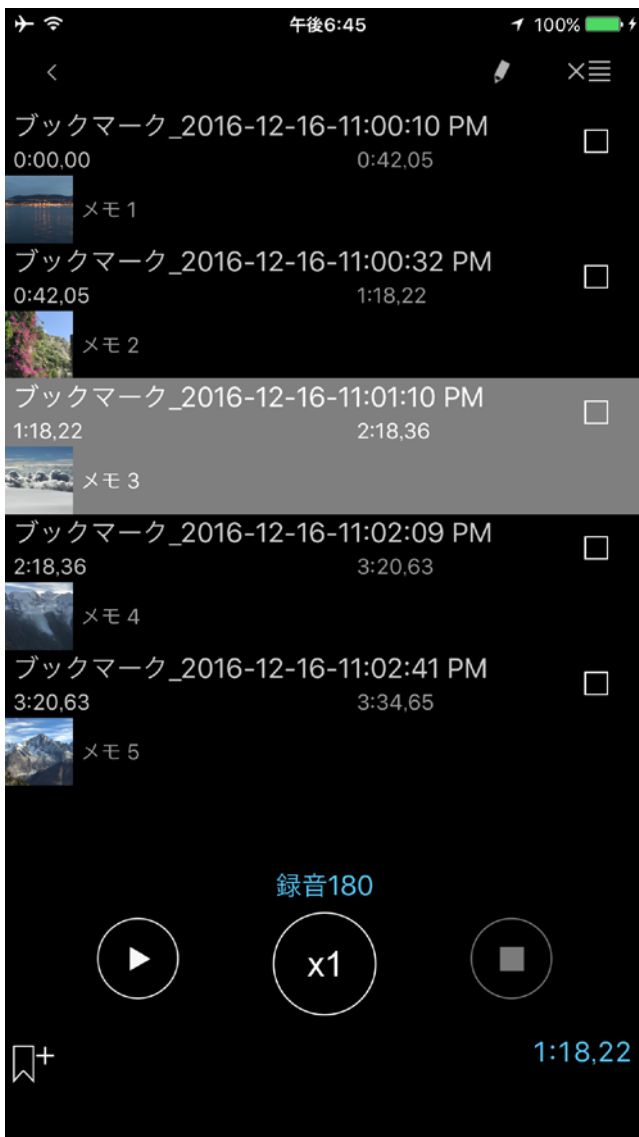 午後6:45
100%
ブックマーク_2016-12-16-11:00:10 PM
0:00,00 0:42,05
メモ 1
ブックマーク_2016-12-16-11:00:32 PM
0:42,05 1:18,22
メモ 2
ブックマーク_2016-12-16-11:01:10 PM
1:18,22 2:18,36
メモ 3
ブックマーク_2016-12-16-11:02:09 PM
2:18,36 3:20,63
メモ 4
ブックマーク_2016-12-16-11:02:41 PM
3:20,63 3:34,65
メモ 5
録音180
x1
1:18,22